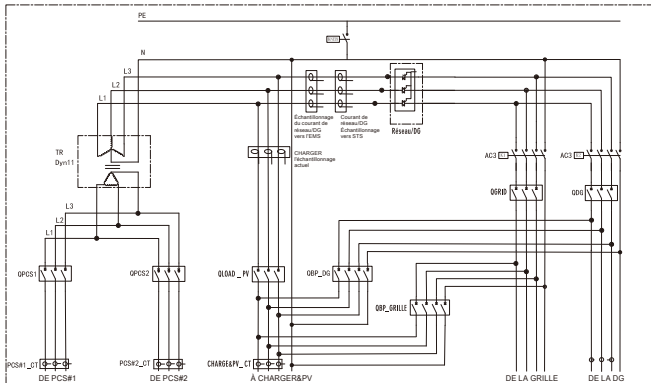 PE
N
L3
L2
L1
Échantillonnage
du courant de
réseau/DG
vers l'EMS
Courant de
réseau/DG
Échantillonnage
vers STS
Réseau/DG
CHARGER
l'échantillonnage
actuel
TR
Dyn11
AC3
AC3
QGRID
QDG
L3
L2
L1
QPCS1
QPCS2
QLOAD_PV
QBP_DG
QBP_GRILLE
PCS#1_CT
PCS#2_CT
CHARGE&PV_CT
DE PCS#1
DE PCS#2
À CHARGER&PV
DE LA GRILLE
DE LA DG